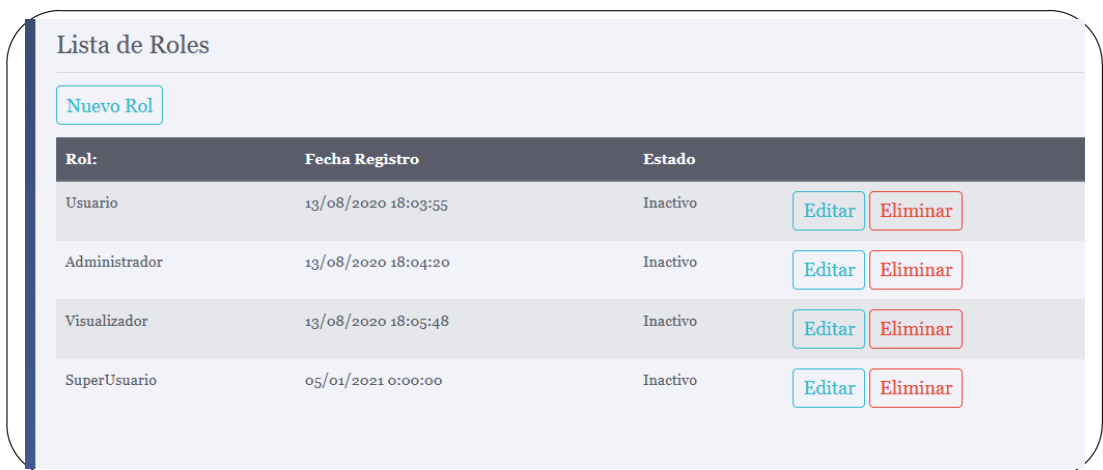 Lista de Roles
Nuevo Rol
Rol: Fecha Registro Estado
Usuario 13/08/2020 18:03:55 Inactivo Editar Eliminar
Administrador 13/08/2020 18:04:20 Inactivo Editar Eliminar
Visualizador 13/08/2020 18:05:48 Inactivo Editar Eliminar
SuperUsuario 05/01/2021 0:00:00 Inactivo Editar Eliminar